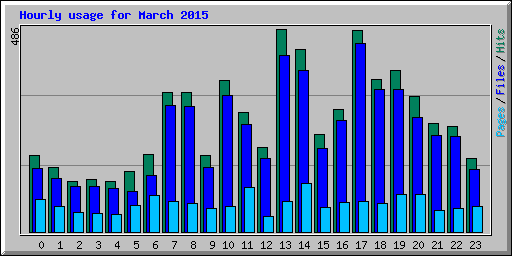 Hourly usage for March 2015
486
Pages / Files / Hits
0 1 2 3 4 5 6 7 8 9 10 11 12 13 14 15 16 17 18 19 20 21 22 23